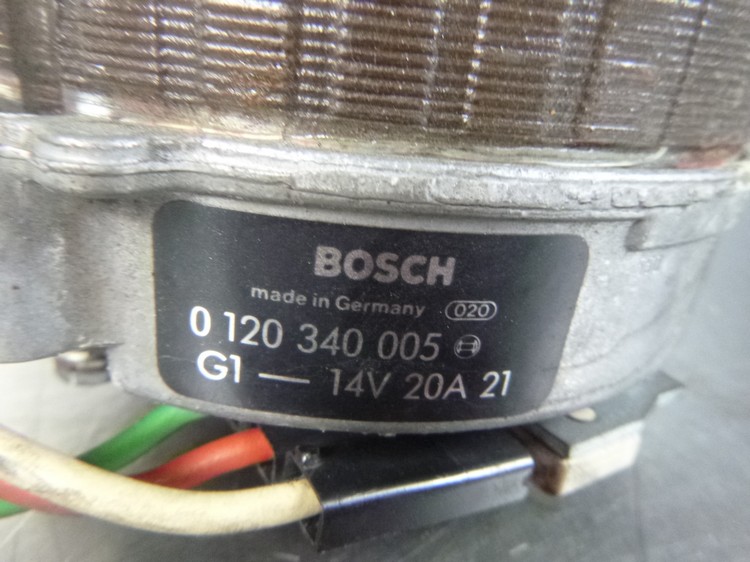 BOSCH
made in Germany 020
0 120 340 005
G1 — 14V 20A 21